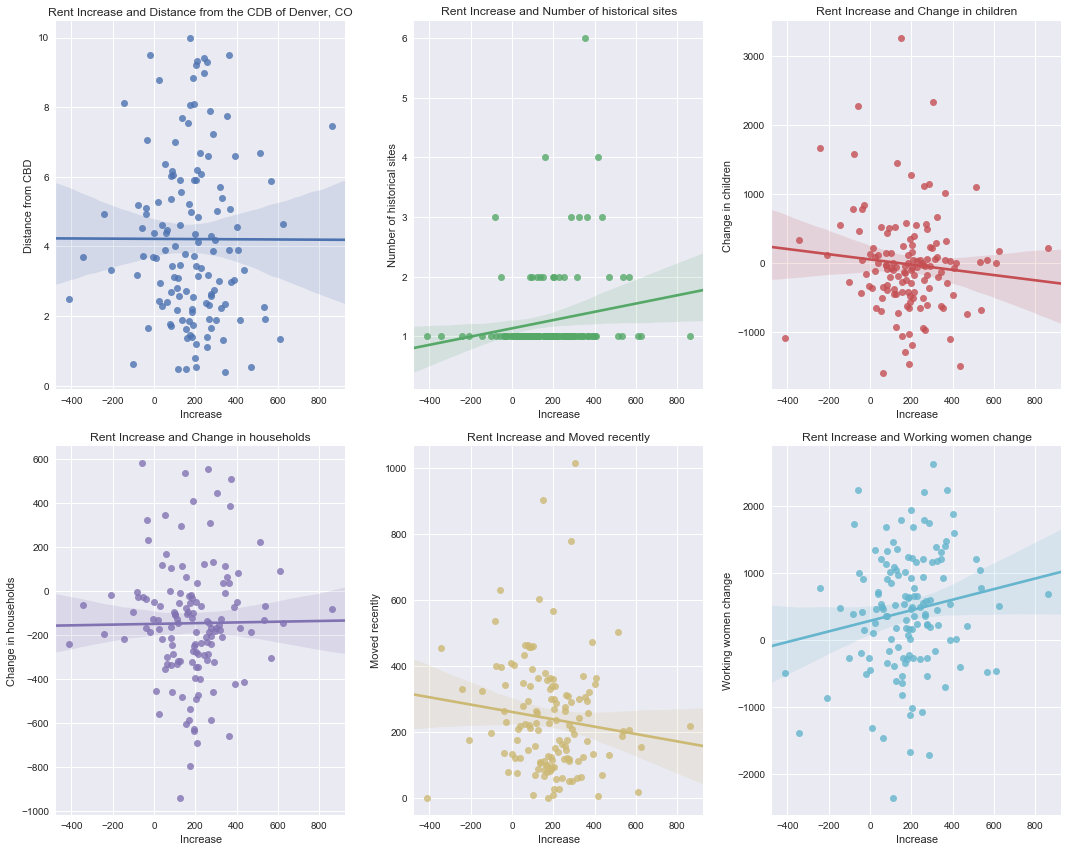 Rent Increase and Distance from the CDB of Denver, CO
Rent Increase and Number of historical sites
Rent Increase and Change in children
10
8
6
4
2
0
Distance from CBD
−400 −200 0 200 400 600 800
Increase
6
5
4
3
2
1
Number of historical sites
−400 −200 0 200 400 600 800
Increase
3000
2000
1000
0
−1000
Change in children
−400 −200 0 200 400 600 800
Increase
Rent Increase and Change in households
Rent Increase and Moved recently
Rent Increase and Working women change
600
400
200
0
−200
−400
−600
−800
−1000
Change in households
−400 −200 0 200 400 600 800
Increase
1000
800
600
400
200
0
Moved recently
−400 −200 0 200 400 600 800
Increase
2000
1000
0
−1000
−2000
Working women change
−400 −200 0 200 400 600 800
Increase